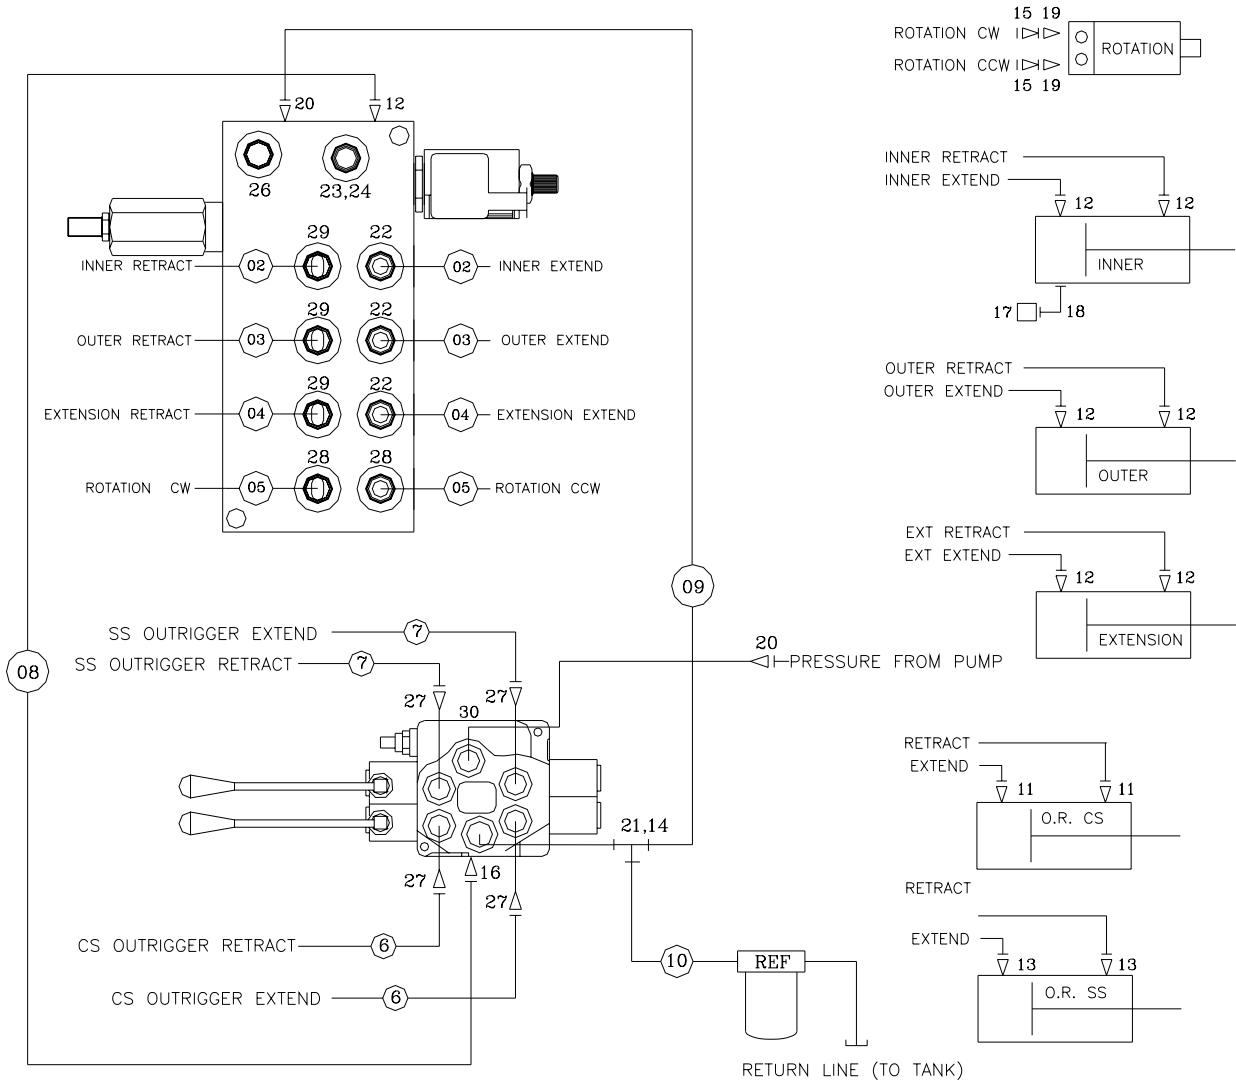 15 19
ROTATION CW
ROTATION
ROTATION CCW
15 19
20
12
26
23,24
INNER RETRACT
INNER EXTEND
12
12
INNER
17
18
29
22
INNER RETRACT
02
02
INNER EXTEND
29
22
OUTER RETRACT
03
03
OUTER EXTEND
29
22
EXTENSION RETRACT
04
04
EXTENSION EXTEND
28
28
ROTATION CW
05
05
ROTATION CCW
OUTER RETRACT
OUTER EXTEND
12
12
OUTER
EXT RETRACT
EXT EXTEND
12
12
EXTENSION
09
08
SS OUTRIGGER EXTEND
7
SS OUTRIGGER RETRACT
7
20
PRESSURE FROM PUMP
27
27
30
RETRACT
EXTEND
11
11
O.R. CS
21,14
16
27
27
CS OUTRIGGER RETRACT
6
CS OUTRIGGER EXTEND
6
10
REF
RETURN LINE (TO TANK)
RETRACT
EXTEND
13
13
O.R. SS